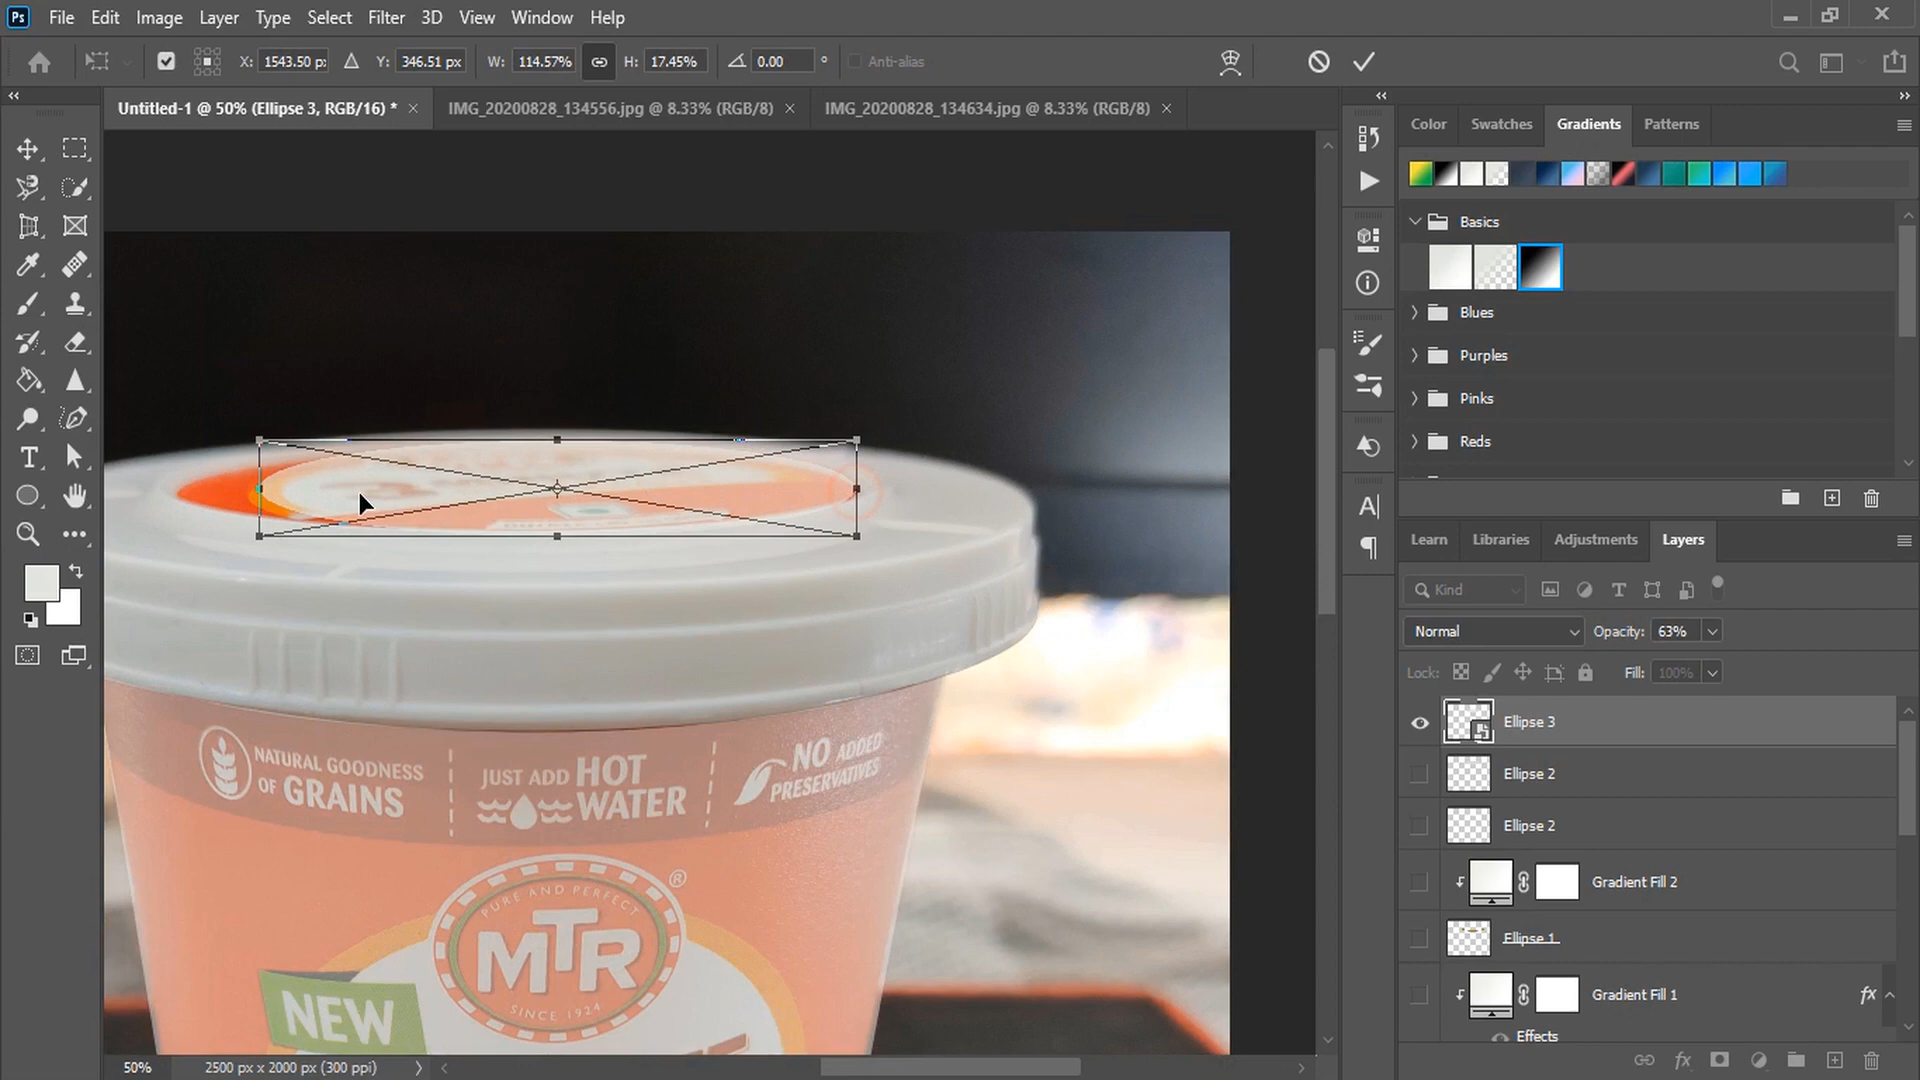 File Edit Image Layer Type Select Filter 3D View Window Help
X: 1543.50 px Y: 346.51 px W: 114.57% H: 17.45% 0.00 ° Anti-alias
Untitled-1 @ 50% (Ellipse 3, RGB/16) * × IMG_20200828_134556.jpg @ 8.33% (RGB/8) × IMG_20200828_134634.jpg @ 8.33% (RGB/8) ×
Color Swatches Gradients Patterns
Basics
Blues
Purples
Pinks
Reds
NATURAL GOODNESS
OF GRAINS
JUST ADD HOT
WATER
NO ADDED
PRESERVATIVES
PURE AND PERFECT
MTR
®
SINCE 1924
NEW
Learn Libraries Adjustments Layers
Kind
Normal Opacity: 63%
Lock: Fill: 100%
Ellipse 3
Ellipse 2
Ellipse 2
Gradient Fill 2
Ellipse 1
Gradient Fill 1 fx
Effects
50% 2500 px x 2000 px (300 ppi)